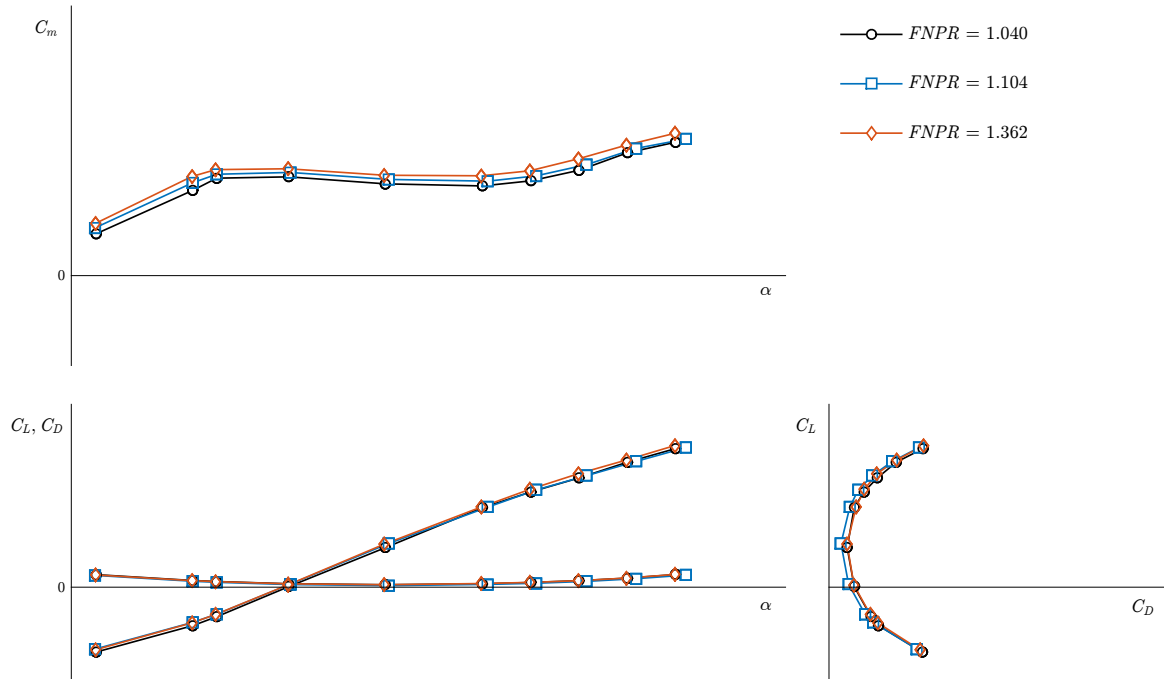 C_m
0
α
FNPR = 1.040
FNPR = 1.104
FNPR = 1.362
C_L, C_D
0
α
C_L
C_D